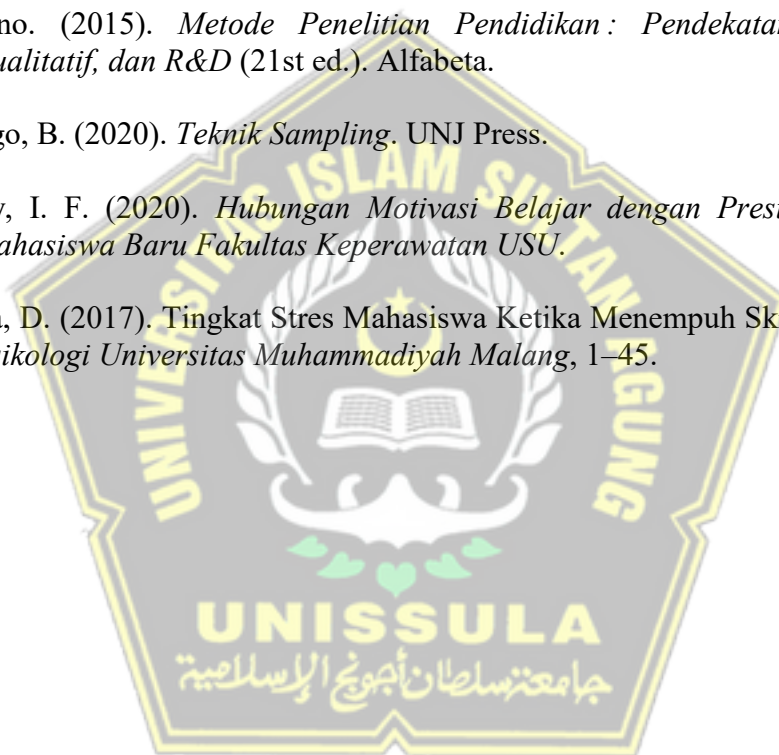 no. (2015). Metode Penelitian Pendidikan : Pendekatan
ualitatif, dan R&D (21st ed.). Alfabeta.
go, B. (2020). Teknik Sampling. UNJ Press.
, I. F. (2020). Hubungan Motivasi Belajar dengan Prest
ahasiswa Baru Fakultas Keperawatan USU.
, D. (2017). Tingkat Stres Mahasiswa Ketika Menempuh Sk
sikologi Universitas Muhammadiyah Malang, 1–45.
UNIVERSITAS ISLAM SULTAN AGUNG
UNISSULA
جامعة سلطان أجونج الإسلامية